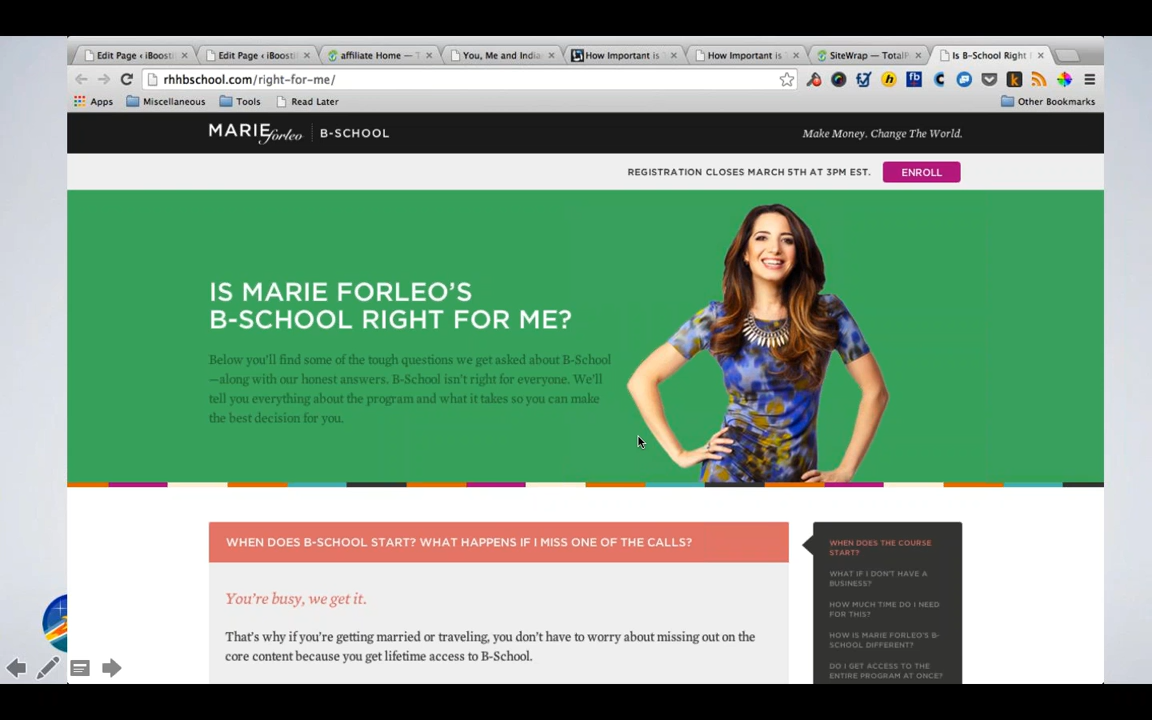 Edit Page ‹ iBoosti
Edit Page ‹ iBoosti
affiliate Home — T
You, Me and India
How Important is
How Important is
SiteWrap — TotalP
Is B-School Right
rhhbschool.com/right-for-me/
Apps Miscellaneous Tools Read Later Other Bookmarks
MARIE forleo B-SCHOOL
Make Money. Change The World.
REGISTRATION CLOSES MARCH 5TH AT 3PM EST. ENROLL
IS MARIE FORLEO'S
B-SCHOOL RIGHT FOR ME?
Below you'll find some of the tough questions we get asked about B-School
—along with our honest answers. B-School isn't right for everyone. We'll
tell you everything about the program and what it takes so you can make
the best decision for you.
WHEN DOES B-SCHOOL START? WHAT HAPPENS IF I MISS ONE OF THE CALLS?
You're busy, we get it.
That's why if you're getting married or traveling, you don't have to worry about missing out on the
core content because you get lifetime access to B-School.
WHEN DOES THE COURSE
START?
WHAT IF I DON'T HAVE A
BUSINESS?
HOW MUCH TIME DO I NEED
FOR THIS?
HOW IS MARIE FORLEO'S B-
SCHOOL DIFFERENT?
DO I GET ACCESS TO THE
ENTIRE PROGRAM AT ONCE?